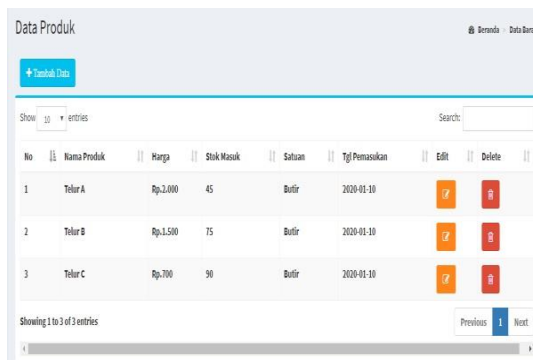 Data Produk
Beranda > Data Bara
+ Tambah Data
Show 10 entries
Search:
No Nama Produk Harga Stok Masuk Satuan Tgl Pemasukan Edit Delete
1 Telur A Rp.2.000 45 Butir 2020-01-10
2 Telur B Rp.1.500 75 Butir 2020-01-10
3 Telur C Rp.700 90 Butir 2020-01-10
Showing 1 to 3 of 3 entries
Previous 1 Next